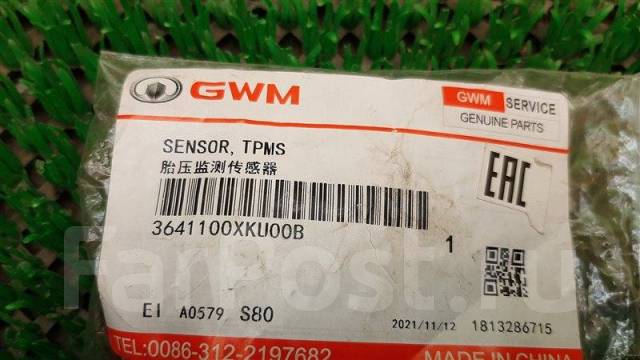 GWM
GWM SERVICE
GENUINE PARTS
SENSOR, TPMS
胎压监测传感器
EAC
3641100XKU00B
1
EI A0579 S80
2021/11/12 1813286715
TEL:0086-312-2197682
MADE IN CHI
FarPost.ru